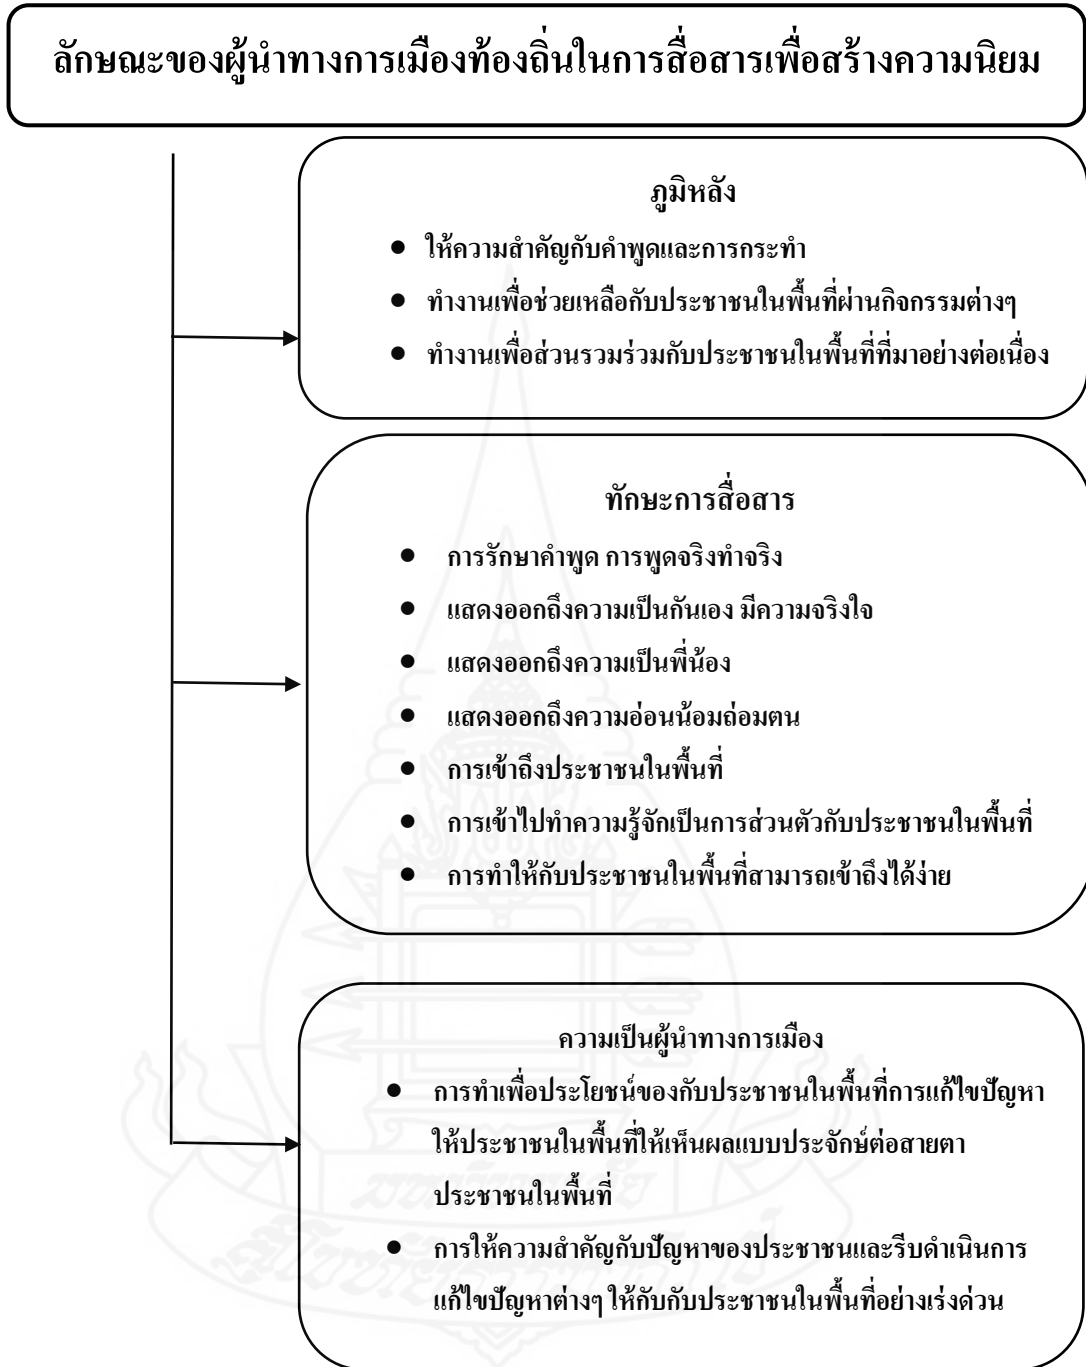 ลักษณะของผู้นำทางการเมืองท้องถิ่นในการสื่อสารเพื่อสร้างความนิยม
ภูมิหลัง
● ให้ความสำคัญกับคำพูดและการกระทำ
● ทำงานเพื่อช่วยเหลือกับประชาชนในพื้นที่ผ่านกิจกรรมต่างๆ
● ทำงานเพื่อส่วนรวมร่วมกับประชาชนในพื้นที่ที่มาอย่างต่อเนื่อง
ทักษะการสื่อสาร
● การรักษาคำพูด การพูดจริงทำจริง
● แสดงออกถึงความเป็นกันเอง มีความจริงใจ
● แสดงออกถึงความเป็นพี่น้อง
● แสดงออกถึงความอ่อนน้อมถ่อมตน
● การเข้าถึงประชาชนในพื้นที่
● การเข้าไปทำความรู้จักเป็นการส่วนตัวกับประชาชนในพื้นที่
● การทำให้กับประชาชนในพื้นที่สามารถเข้าถึงได้ง่าย
ความเป็นผู้นำทางการเมือง
● การทำเพื่อประโยชน์ของกับประชาชนในพื้นที่การแก้ไขปัญหา
ให้ประชาชนในพื้นที่ให้เห็นผลแบบประจักษ์ต่อสายตา
ประชาชนในพื้นที่
● การให้ความสำคัญกับปัญหาของประชาชนและรีบดำเนินการ
แก้ไขปัญหาต่างๆ ให้กับกับประชาชนในพื้นที่อย่างเร่งด่วน
มหาวิทยาลัย
สุโขทัยธรรมาธิราช